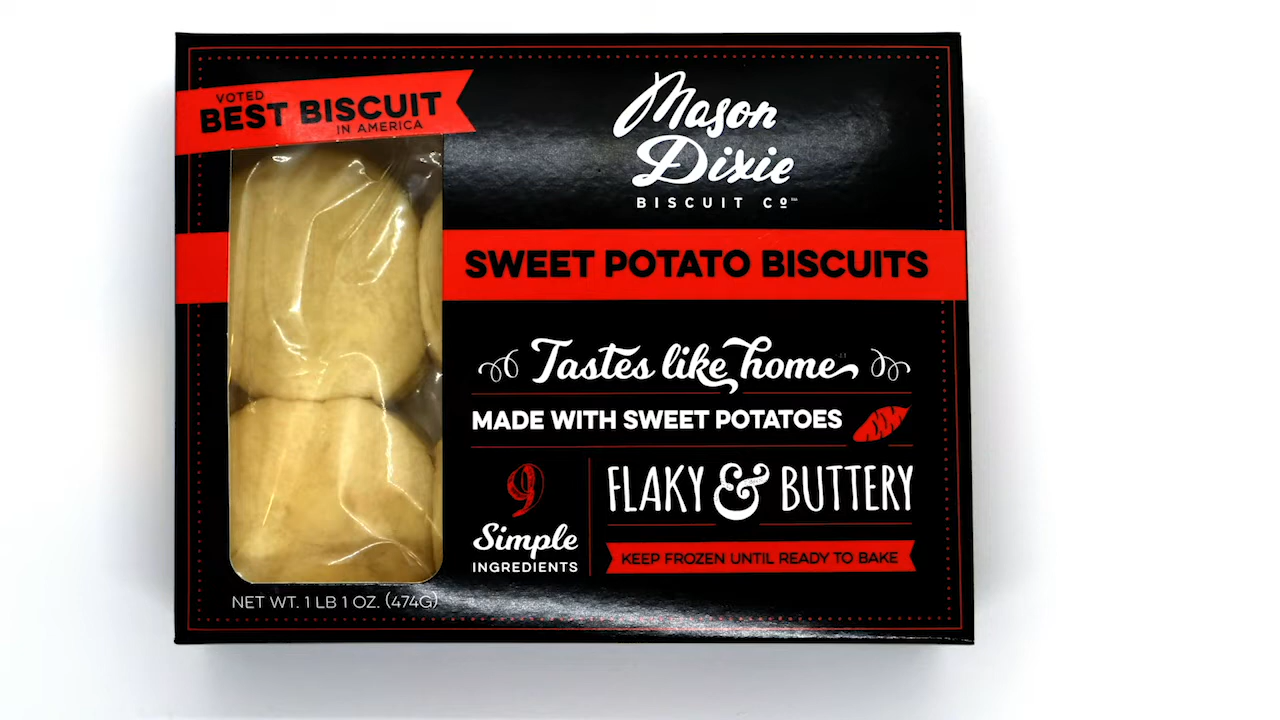 VOTED
BEST BISCUIT
IN AMERICA
Mason
Dixie
BISCUIT Cº
SWEET POTATO BISCUITS
Tastes like home
MADE WITH SWEET POTATOES
9
Simple
INGREDIENTS
FLAKY & BUTTERY
KEEP FROZEN UNTIL READY TO BAKE
NET WT. 1 LB 1 OZ. (474G)